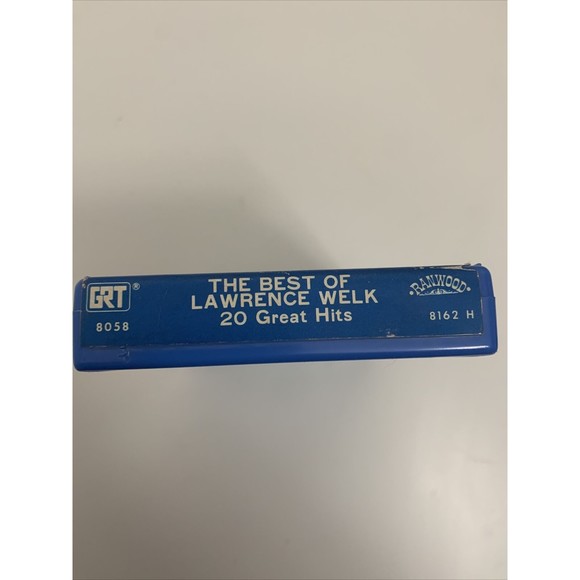 GRT®
8058
THE BEST OF
LAWRENCE WELK
20 Great Hits
RANWOOD
8162 H